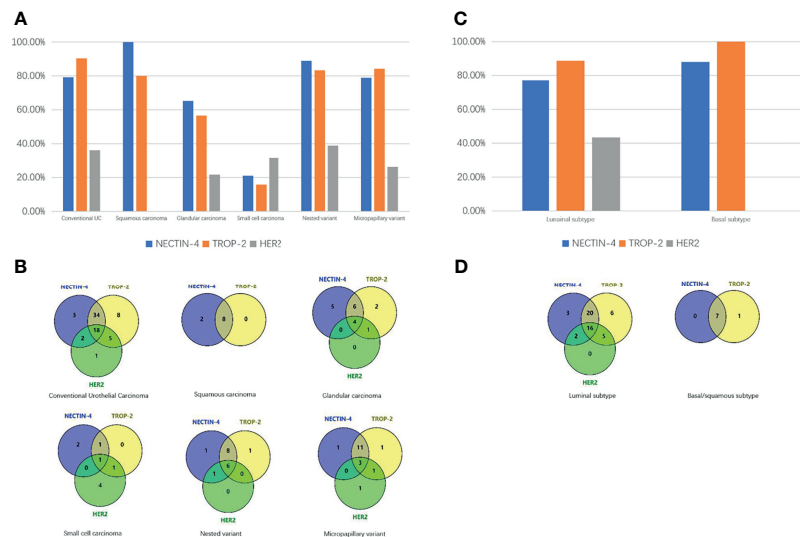 A
100.00%
80.00%
60.00%
40.00%
20.00%
0.00%
Conventional UC Squamous carcinoma Glandular carcinoma Small cell carcinoma Nested variant Micropapillary variant
NECTIN-4 TROP-2 HER2
C
100.00%
80.00%
60.00%
40.00%
20.00%
0.00%
Lunainal subtype Basal subtype
NECTIN-4 TROP-2 HER2
B
NECTIN-4 TROP-2
3 34 8
18
2 5
1
HER2
Conventional Urothelial Carcinoma
NECTIN-4 TROP-2
2 8 0
Squamous carcinoma
NECTIN-4 TROP-2
5 6 2
4
0 1
0
HER2
Glandular carcinoma
NECTIN-4 TROP-2
2 1 0
1
0 1
4
HER2
Small cell carcinoma
NECTIN-4 TROP-2
1 8 1
6
1 0
0
HER2
Nested variant
NECTIN-4 TROP-2
1 11 1
3
0 1
1
HER2
Micropapillary variant
D
NECTIN-4 TROP-2
3 20 6
16
2 5
0
HER2
Luminal subtype
NECTIN-4 TROP-2
0 7 1
Basal/squamous subtype